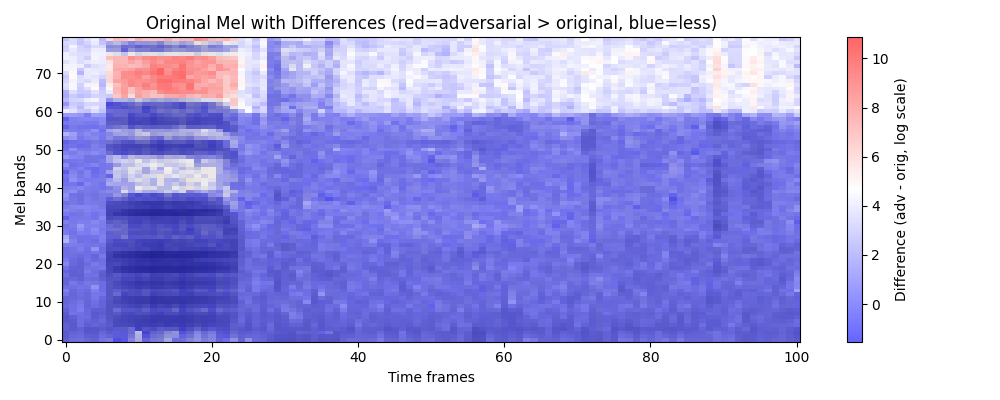 Original Mel with Differences (red=adversarial > original, blue=less)
Mel bands
70
60
50
40
30
20
10
0
0 20 40 60 80 100
Time frames
10
8
6
4
2
0
Difference (adv - orig, log scale)